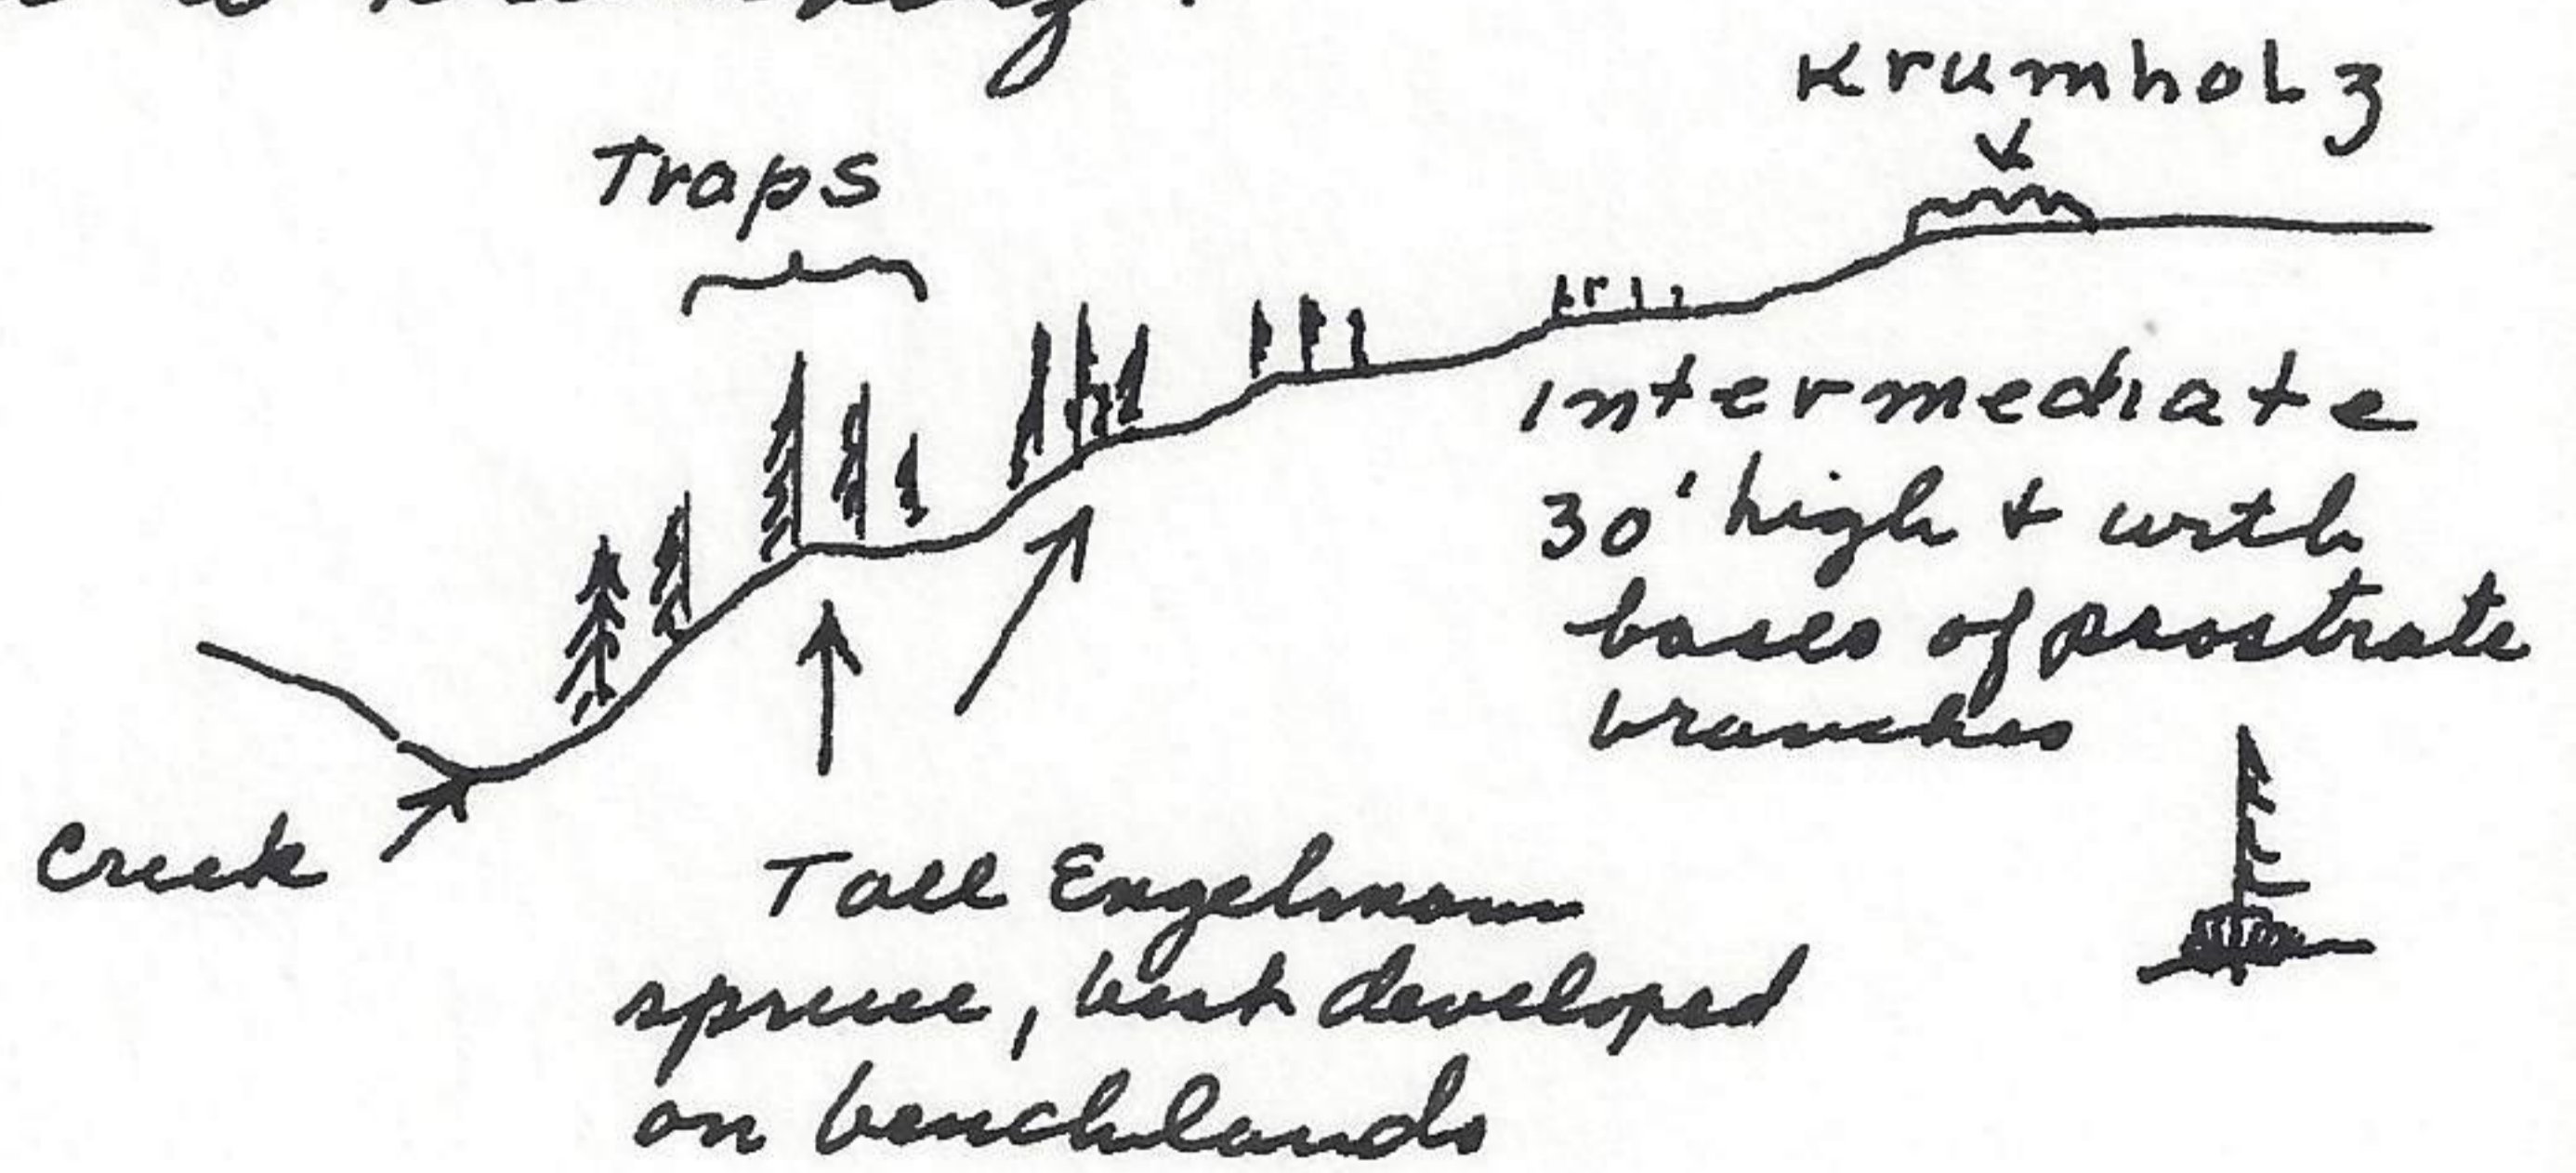 Krumholz
Traps
Intermediate
30' high & with
bases of prostrate
branches
Creek
Tall Engelmann
spruce, best developed
on benchlands